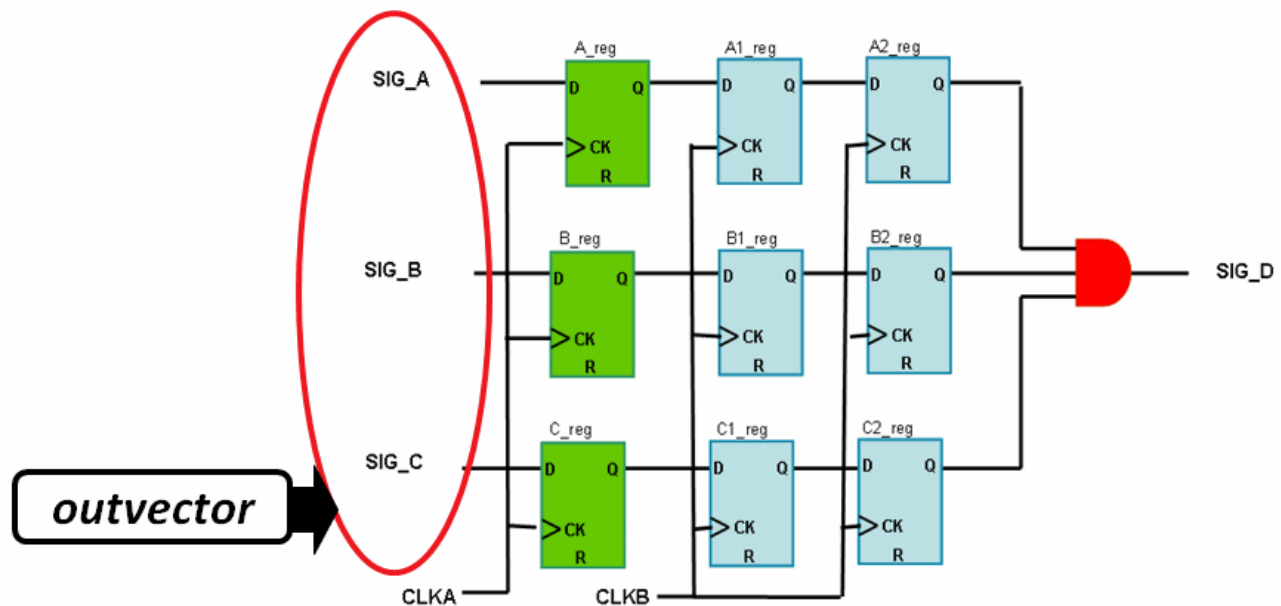 A_reg
A1_reg
A2_reg
SIG_A
D Q
D Q
D Q
CK
CK
CK
R
R
R
B_reg
B1_reg
B2_reg
SIG_B
D Q
D Q
D Q
SIG_D
CK
CK
CK
R
R
R
C_reg
C1_reg
C2_reg
SIG_C
D Q
D Q
D Q
outvector
CK
CK
CK
R
R
R
CLKA
CLKB